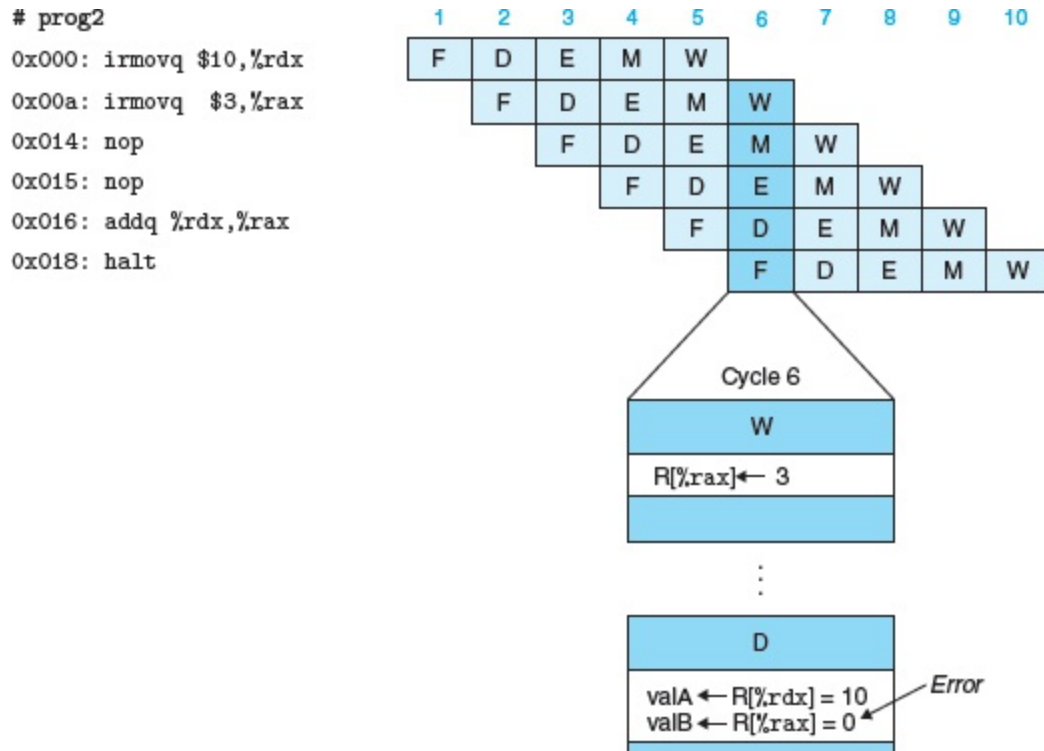 # prog2 1 2 3 4 5 6 7 8 9 10
0x000: irmovq $10,%rdx F D E M W
0x00a: irmovq $3,%rax F D E M W
0x014: nop F D E M W
0x015: nop F D E M W
0x016: addq %rdx,%rax F D E M W
0x018: halt F D E M W
Cycle 6
W
R[%rax]← 3
⋮
D
valA ← R[%rdx] = 10
valB ← R[%rax] = 0
Error